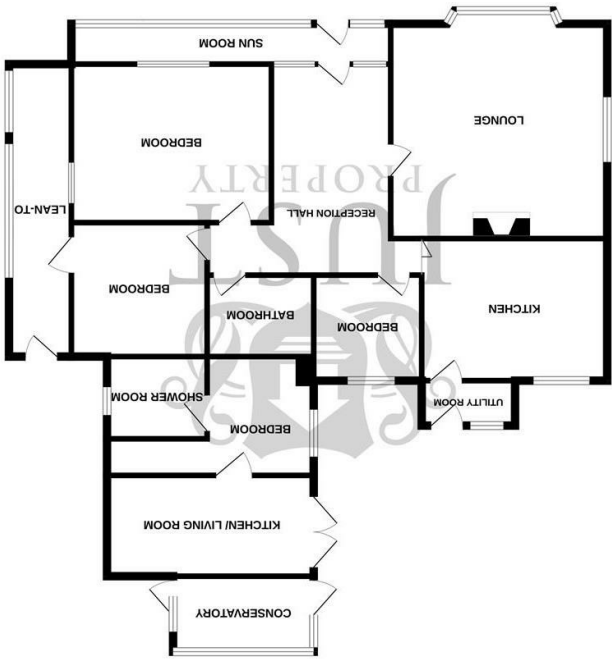 CONSERVATORY
KITCHEN/ LIVING ROOM
BEDROOM
SHOWER ROOM
UTILITY ROOM
BEDROOM
BATHROOM
BEDROOM
KITCHEN
JUST
PROPERTY
RECEPTION HALL
LEAN-TO
BEDROOM
LOUNGE
SUN ROOM